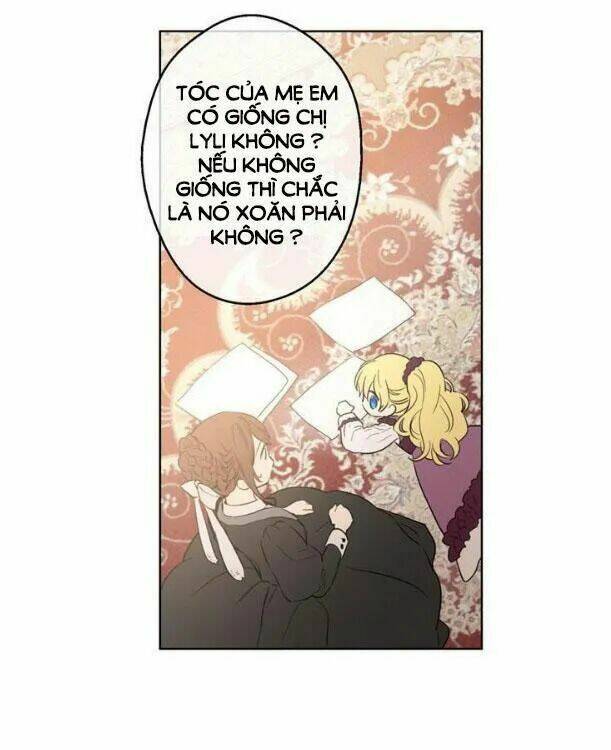 TÓC CỦA MẸ EM
CÓ GIỐNG CHỊ
LYLI KHÔNG ?
NẾU KHÔNG
GIỐNG THÌ CHẮC
LÀ NÓ XOĂN PHẢI
KHÔNG ?